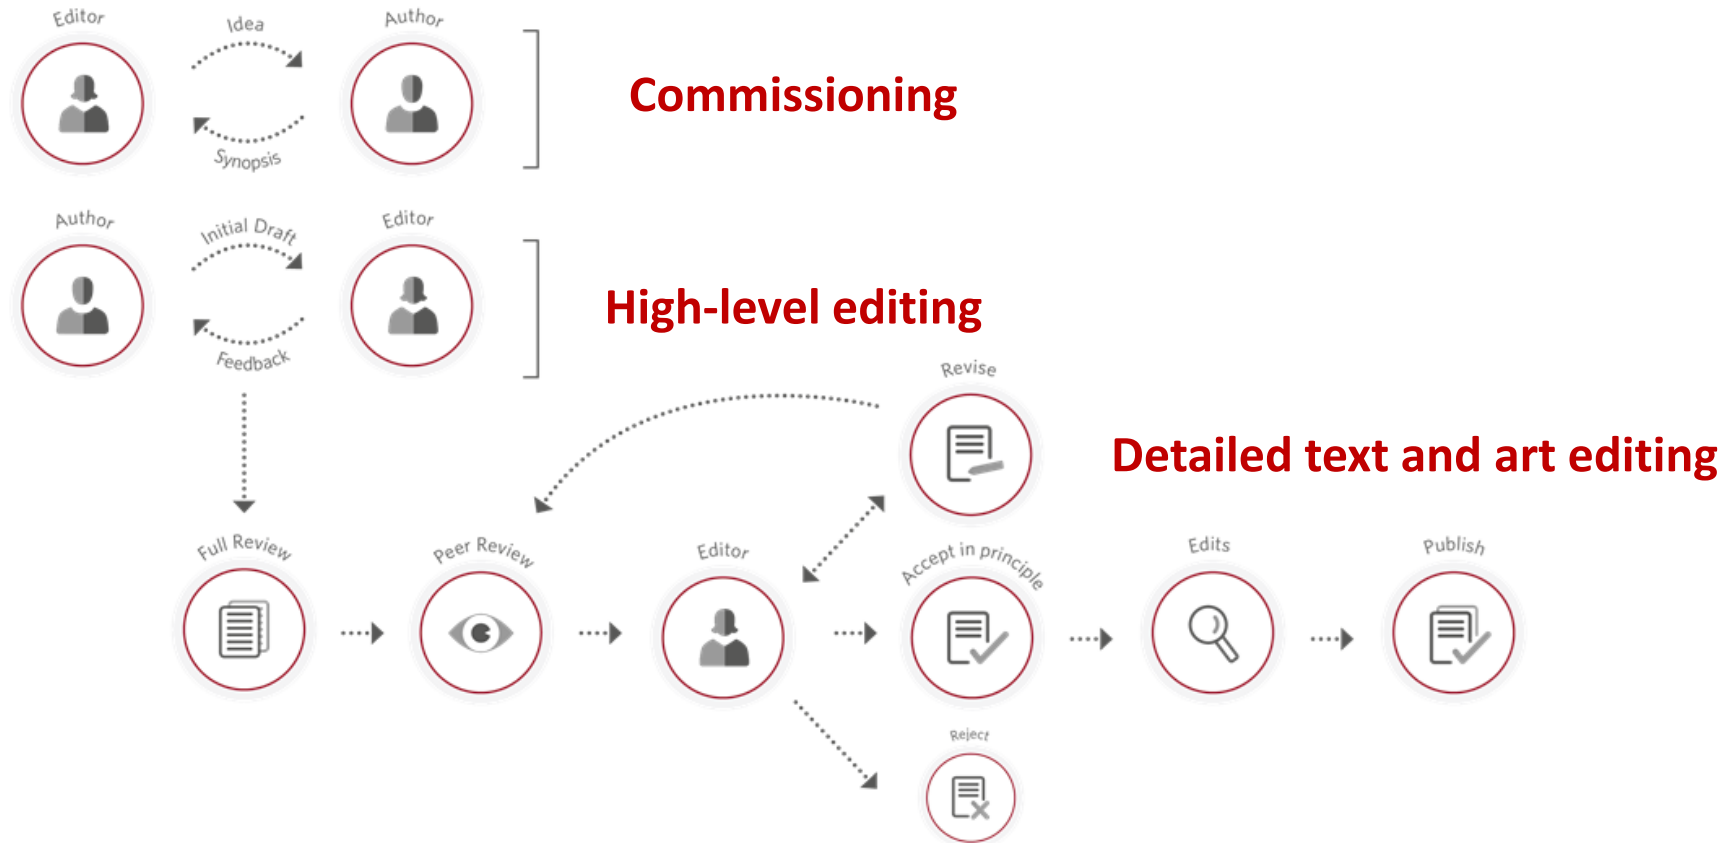 Editor
Idea
Author
Synopsis
Commissioning
Author
Initial Draft
Editor
Feedback
High-level editing
Revise
Detailed text and art editing
Full Review
Peer Review
Editor
Accept in principle
Edits
Publish
Reject